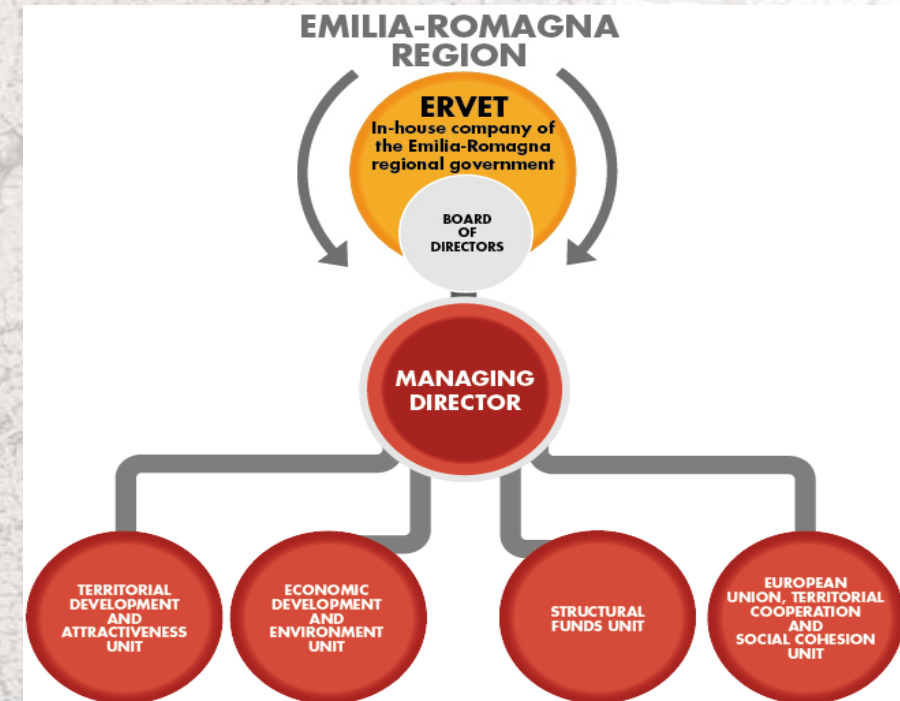 EMILIA-ROMAGNA
REGION
ERVET
In-house company of
the Emilia-Romagna
regional government
BOARD
OF
DIRECTORS
MANAGING
DIRECTOR
TERRITORIAL
DEVELOPMENT
AND
ATTRACTIVENESS
UNIT
ECONOMIC
DEVELOPMENT
AND
ENVIRONMENT
UNIT
STRUCTURAL
FUNDS UNIT
EUROPEAN
UNION, TERRITORIAL
COOPERATION
AND
SOCIAL COHESION
UNIT